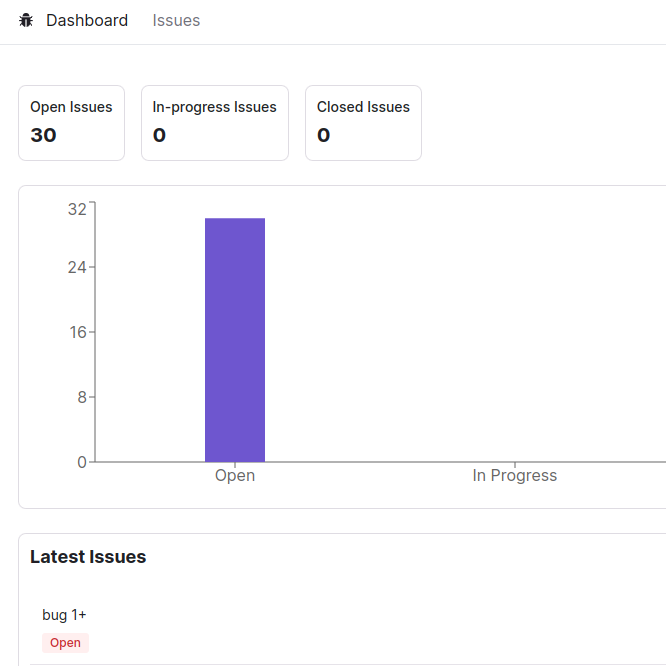 Dashboard Issues
Open Issues In-progress Issues Closed Issues
30 0 0
32
24
16
8
0
Open In Progress
Latest Issues
bug 1+
Open